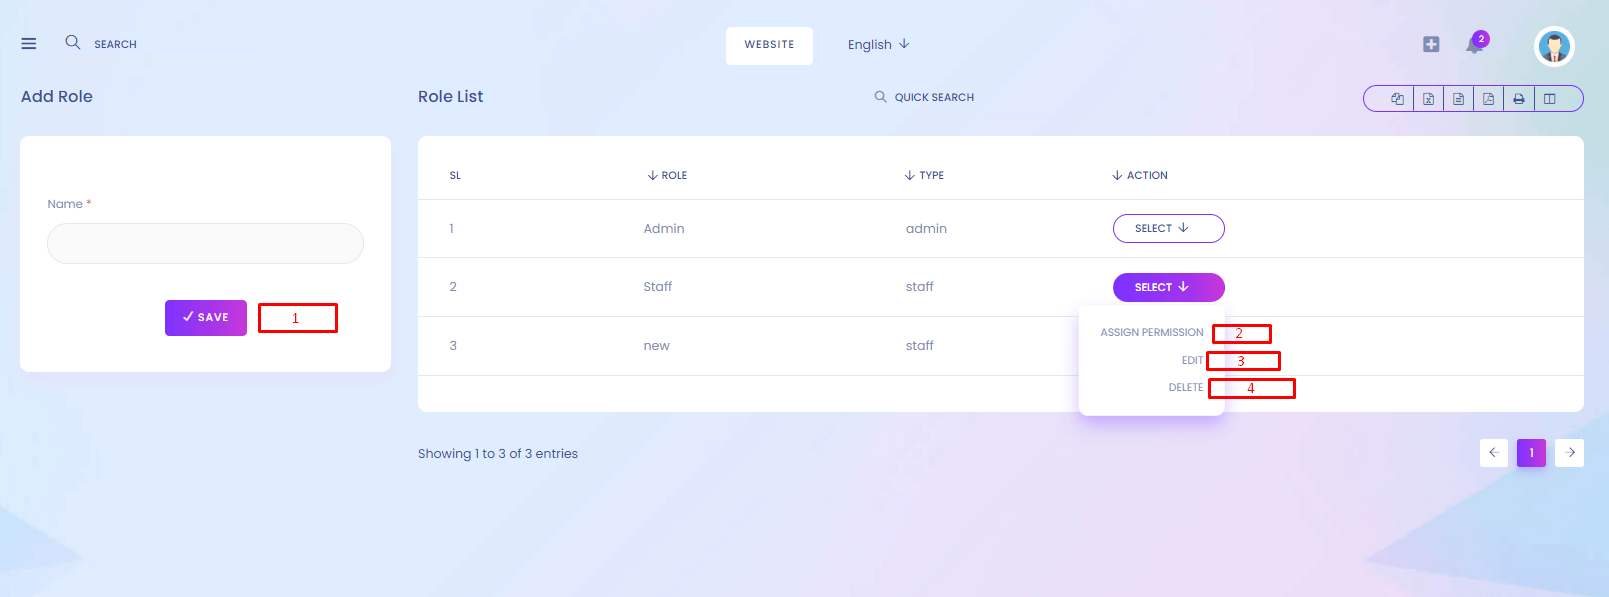 SEARCH
WEBSITE
English
2
Add Role
Role List
QUICK SEARCH
Name *
SAVE
1
SL
ROLE
TYPE
ACTION
1
Admin
admin
SELECT
2
Staff
staff
SELECT
3
new
staff
ASSIGN PERMISSION
2
EDIT
3
DELETE
4
Showing 1 to 3 of 3 entries
1